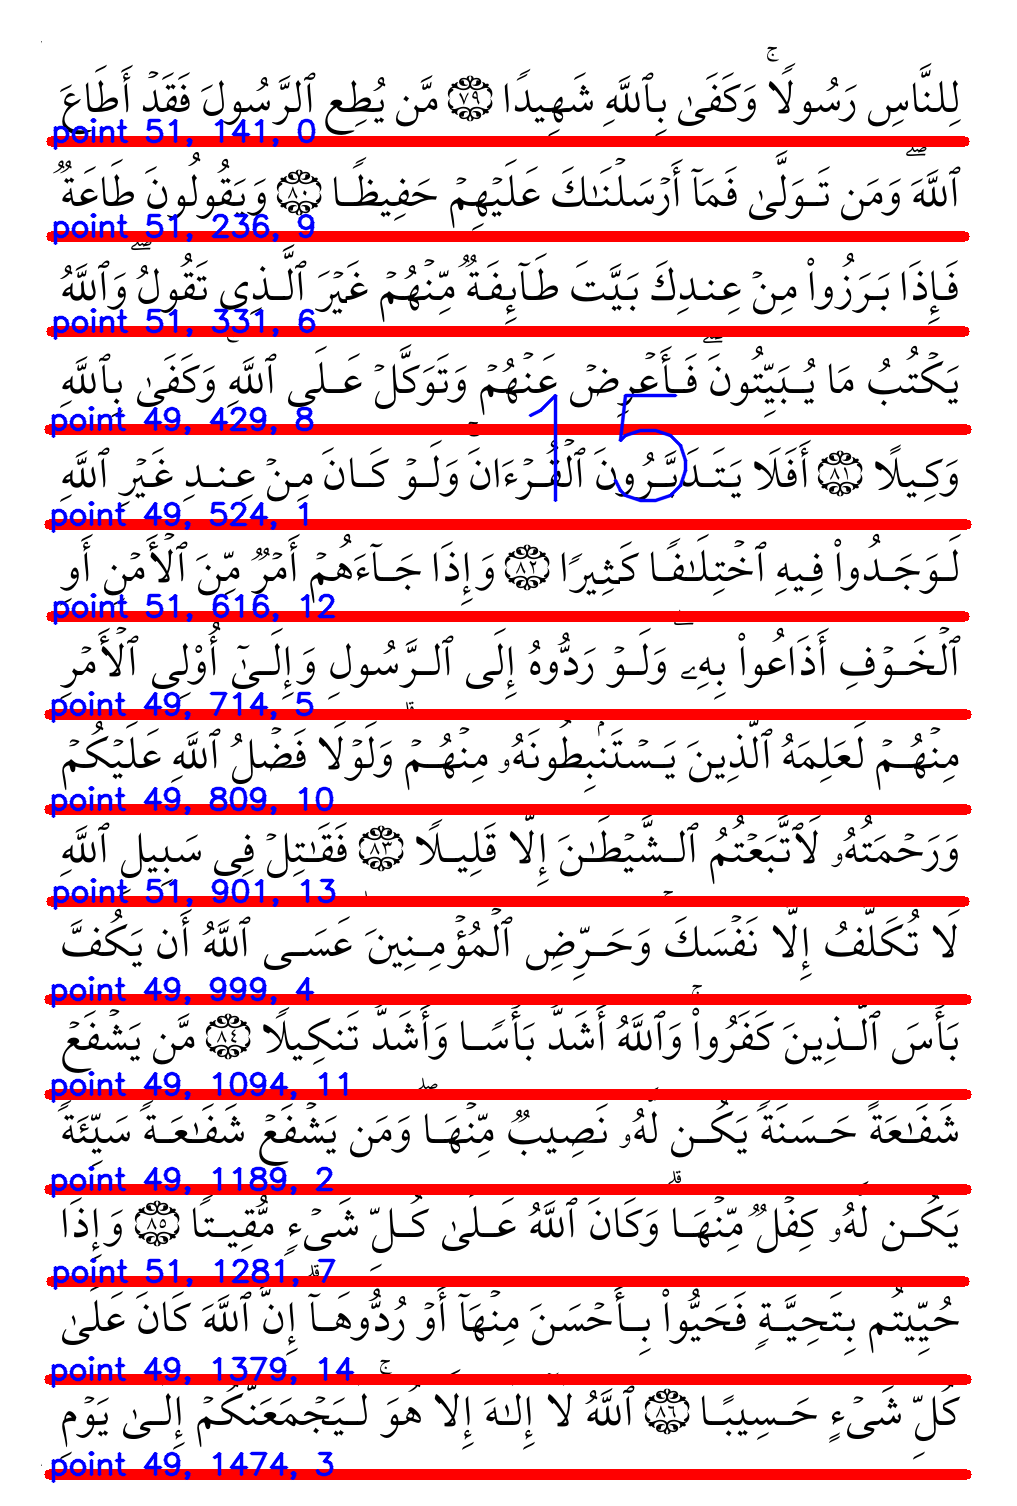 لِلنَّاسِ رَسُولًاۚ وَكَفَىٰ بِٱللَّهِ شَهِيدًا ٧٩ مَّن يُطِعِ ٱلرَّسُولَ فَقَدۡ أَطَاعَ
point 51, 141, 0
ٱللَّهَۖ وَمَن تَوَلَّىٰ فَمَآ أَرۡسَلۡنَٰكَ عَلَيۡهِمۡ حَفِيظٗا ٨٠ وَيَقُولُونَ طَاعَةٞ
point 51, 236, 9
فَإِذَا بَرَزُواْ مِنۡ عِندِكَ بَيَّتَ طَآئِفَةٞ مِّنۡهُمۡ غَيۡرَ ٱلَّذِي تَقُولُۖ وَٱللَّهُ
point 51, 331, 6
يَكۡتُبُ مَا يُبَيِّتُونَۖ فَأَعۡرِضۡ عَنۡهُمۡ وَتَوَكَّلۡ عَلَى ٱللَّهِۚ وَكَفَىٰ بِٱللَّهِ
point 49, 429, 8
15
وَكِيلًا ٨١ أَفَلَا يَتَدَبَّرُونَ ٱلۡقُرۡءَانَۚ وَلَوۡ كَانَ مِنۡ عِندِ غَيۡرِ ٱللَّهِ
point 49, 524, 1
لَوَجَدُواْ فِيهِ ٱخۡتِلَٰفٗا كَثِيرٗا ٨٢ وَإِذَا جَآءَهُمۡ أَمۡرٞ مِّنَ ٱلۡأَمۡنِ أَوِ
point 51, 616, 12
ٱلۡخَوۡفِ أَذَاعُواْ بِهِۦۖ وَلَوۡ رَدُّوهُ إِلَى ٱلرَّسُولِ وَإِلَىٰٓ أُوْلِي ٱلۡأَمۡرِ
point 49, 714, 5
مِنۡهُمۡ لَعَلِمَهُ ٱلَّذِينَ يَسۡتَنۢبِطُونَهُۥ مِنۡهُمۡۗ وَلَوۡلَا فَضۡلُ ٱللَّهِ عَلَيۡكُمۡ
point 49, 809, 10
وَرَحۡمَتُهُۥ لَٱتَّبَعۡتُمُ ٱلشَّيۡطَٰنَ إِلَّا قَلِيلٗا ٨٣ فَقَٰتِلۡ فِي سَبِيلِ ٱللَّهِ
point 51, 901, 13
لَا تُكَلَّفُ إِلَّا نَفۡسَكَۚ وَحَرِّضِ ٱلۡمُؤۡمِنِينَۖ عَسَى ٱللَّهُ أَن يَكُفَّ
point 49, 999, 4
بَأۡسَ ٱلَّذِينَ كَفَرُواْۚ وَٱللَّهُ أَشَدُّ بَأۡسٗا وَأَشَدُّ تَنكِيلٗا ٨٤ مَّن يَشۡفَعۡ
point 49, 1094, 11
شَفَٰعَةً حَسَنَةٗ يَكُن لَّهُۥ نَصِيبٞ مِّنۡهَاۖ وَمَن يَشۡفَعۡ شَفَٰعَةٗ سَيِّئَةٗ
point 49, 1189, 2
يَكُن لَّهُۥ كِفۡلٞ مِّنۡهَاۗ وَكَانَ ٱللَّهُ عَلَىٰ كُلِّ شَيۡءٖ مُّقِيتٗا ٨٥ وَإِذَا
point 51, 1281, 7
حُيِّيتُم بِتَحِيَّةٖ فَحَيُّواْ بِأَحۡسَنَ مِنۡهَآ أَوۡ رُدُّوهَآۗ إِنَّ ٱللَّهَ كَانَ عَلَىٰ
point 49, 1379, 14
كُلِّ شَيۡءٍ حَسِيبًا ٨٦ ٱللَّهُ لَآ إِلَٰهَ إِلَّا هُوَۚ لَيَجۡمَعَنَّكُمۡ إِلَىٰ يَوۡمِ
point 49, 1474, 3